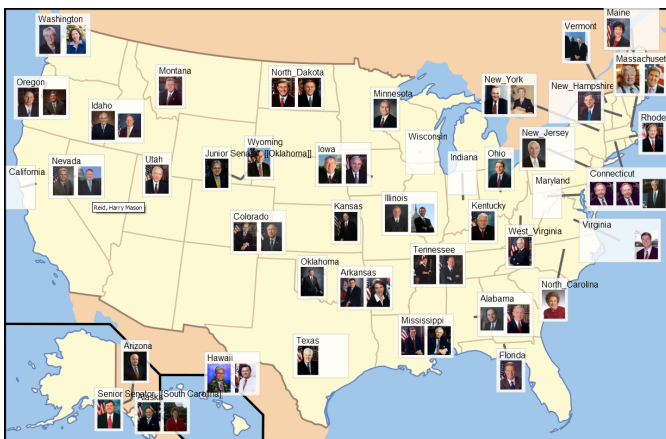 Washington
Maine
Vermont
Massachuset
Oregon
Montana
North_Dakota
New_York
New_Hampshire
Minnesota
Idaho
Rhode
Wisconsin
New_Jersey
Wyoming
Nevada
Utah
Junior Senator, [[Oklahoma]]
Iowa
Indiana
Ohio
California
Connecticut
Maryland
Reid, Harry Mason
Kansas
Illinois
Kentucky
Colorado
West_Virginia
Virginia
Tennessee
Oklahoma
Arkansas
North_Carolina
Alabama
Mississippi
Texas
Florida
Arizona
Hawaii
Senior Senator, [[South Carolina]]
Alaska